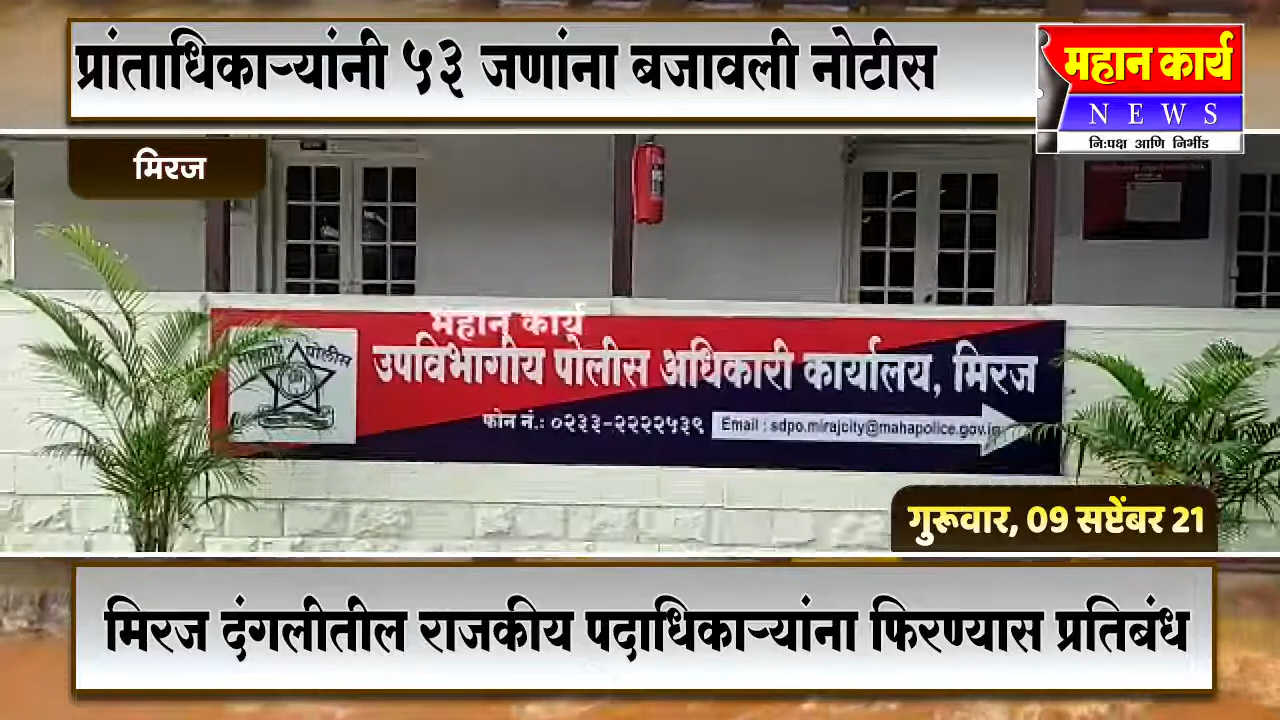 प्रांताधिकाऱ्यांनी ५३ जणांना बजावली नोटीस
महान कार्य
NEWS
नि:पक्ष आणि निर्भीड
मिरज
महान कार्य
पोलीस
उपविभागीय पोलीस अधिकारी कार्यालय, मिरज
फोन नं.: ०२३३-२२२२५३९
Email : sdpo.mirajcity@mahapolice.gov.in
गुरूवार, 09 सप्टेंबर 21
मिरज दंगलीतील राजकीय पदाधिकाऱ्यांना फिरण्यास प्रतिबंध